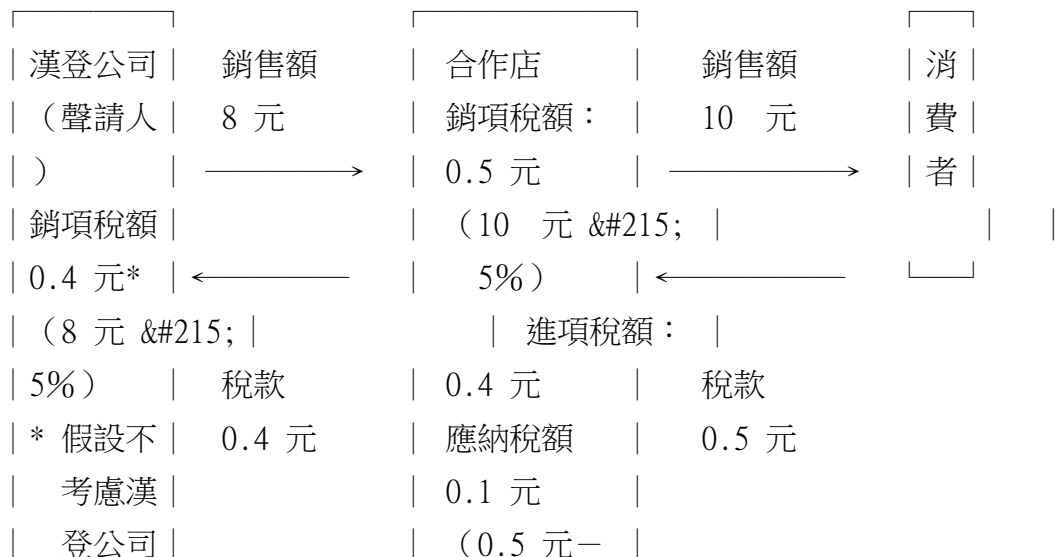 ┌─────┐ ┌───────┐ ┌──┐
│漢登公司│ 銷售額 │ 合作店 │ 銷售額 │消│
│(聲請人│ 8 元 │ 銷項稅額: │ 10 元 │費│
│) │ ─────→ │ 0.5 元 │ ──────→ │者│
│銷項稅額│ │ (10 元 &#215; │ │ │
│0.4 元* │←───── │ 5%) │←────── └──┘
│(8 元 &#215;│ │ 進項稅額: │
│5%) │ 稅款 │ 0.4 元 │ 稅款
│* 假設不│ 0.4 元 │ 應納稅額 │ 0.5 元
│ 考慮漢│ │ 0.1 元 │
│ 登公司│ │ (0.5 元- │